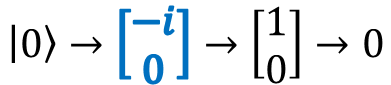 |0⟩ → [−i 0] → [1 0] → 0